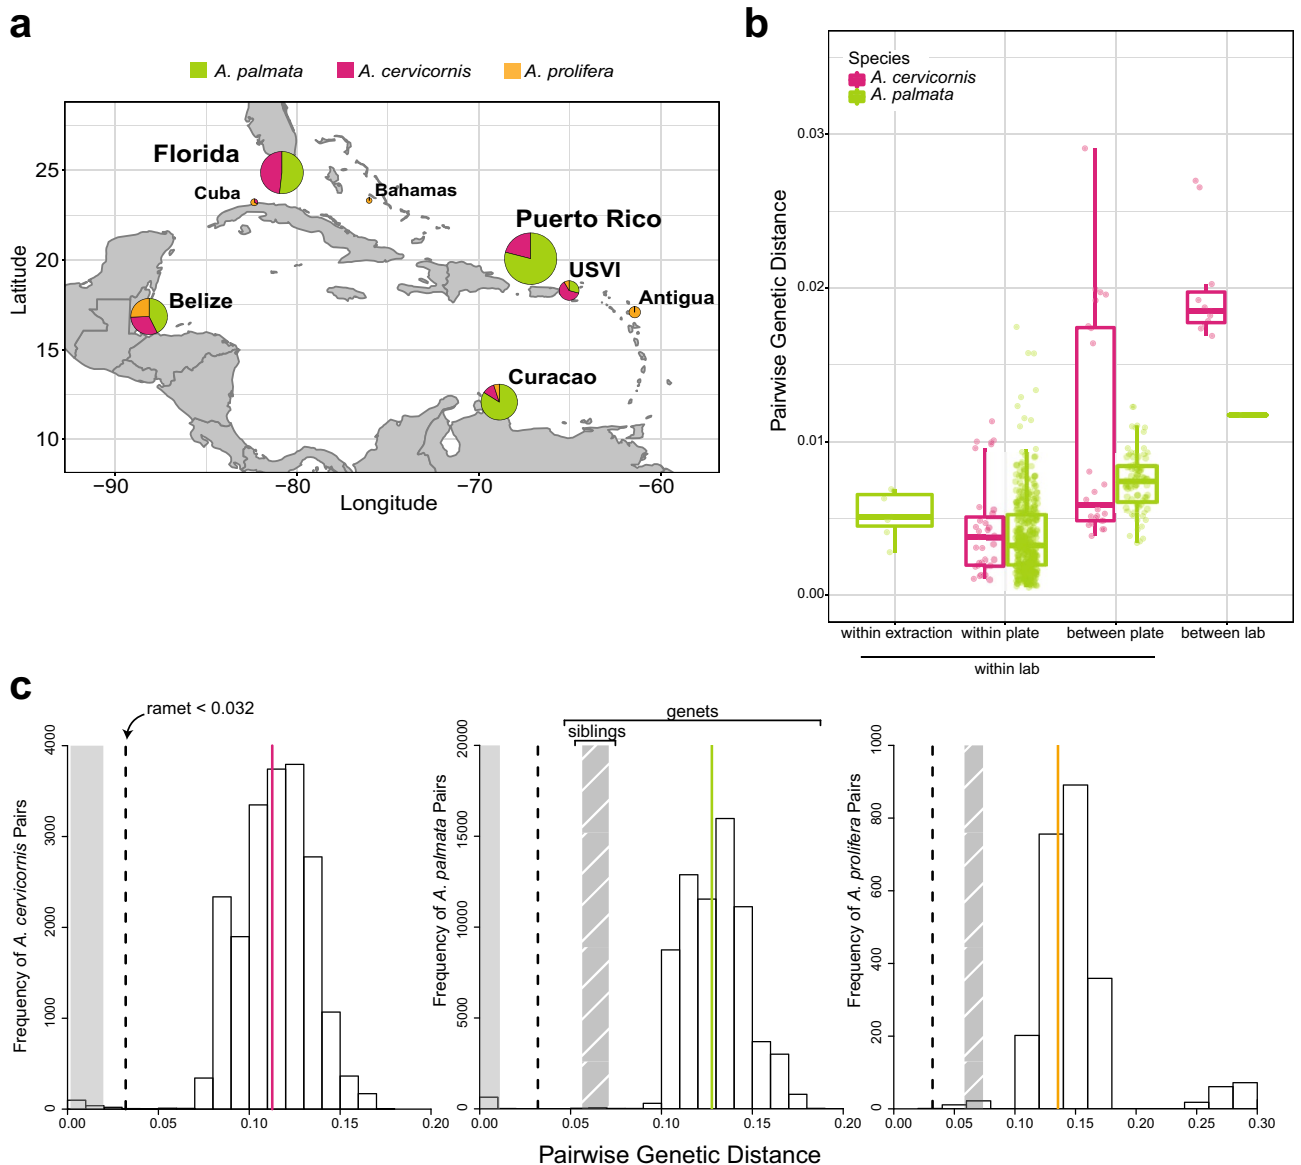 a
A. palmata
A. cervicornis
A. prolifera
Florida
Cuba
Bahamas
Puerto Rico
USVI
Antigua
Belize
Curacao
25
20
15
10
Latitude
−90
−80
−70
−60
Longitude
b
Species
A. cervicornis
A. palmata
0.03
0.02
0.01
0.00
Pairwise Genetic Distance
within extraction
within plate
between plate
between lab
within lab
c
ramet < 0.032
Frequency of A. cervicornis Pairs
4000
3000
2000
1000
0
0.00
0.05
0.10
0.15
0.20
genets
siblings
Frequency of A. palmata Pairs
20000
15000
10000
5000
0
0.00
0.05
0.10
0.15
0.20
Frequency of A. prolifera Pairs
1000
800
600
400
200
0
0.00
0.05
0.10
0.15
0.20
0.30
Pairwise Genetic Distance